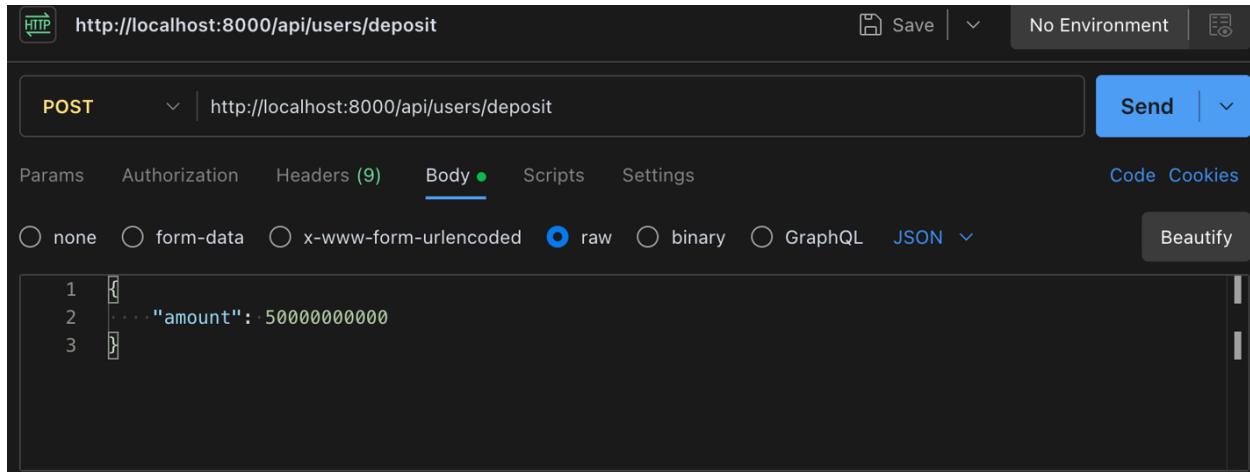 HTTP http://localhost:8000/api/users/deposit Save No Environment
POST http://localhost:8000/api/users/deposit Send
Params Authorization Headers (9) Body Scripts Settings Code Cookies
none form-data x-www-form-urlencoded raw binary GraphQL JSON Beautify
1 {
2 ····"amount":·50000000000
3 }